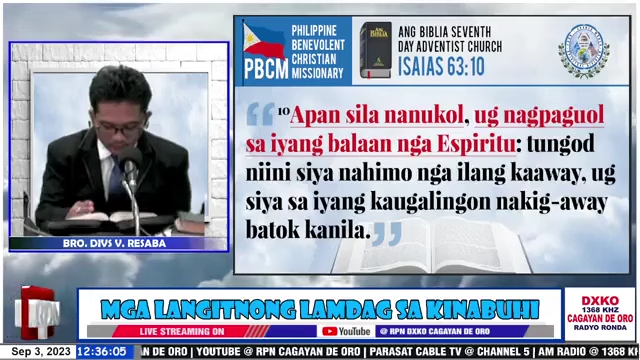 PHILIPPINE
BENEVOLENT
CHRISTIAN
MISSIONARY
PBCM
ANG BIBLIA SEVENTH
DAY ADVENTIST CHURCH
ISAIAS 63:10
“10 Apan sila nanukol, ug nagpaguol
sa iyang balaan nga Espiritu: tungod
niini siya nahimo nga ilang kaaway, ug
siya sa iyang kaugalingon nakig-away
batok kanila.”
BRO. DIVS V. RESABA
MGA LANGITNONG LAMDAG SA KINABUHI
LIVE STREAMING ON
YouTube
@ RPN DXKO CAGAYAN DE ORO
DXKO
1368 KHZ
CAGAYAN DE ORO
RADYO RONDA
Sep 3, 2023
12:36:05
AN DE ORO | YOUTUBE @ RPN CAGAYAN DE ORO | PARASAT CABLE TV @ CHANNEL 5 | AM RADIO @ 1368